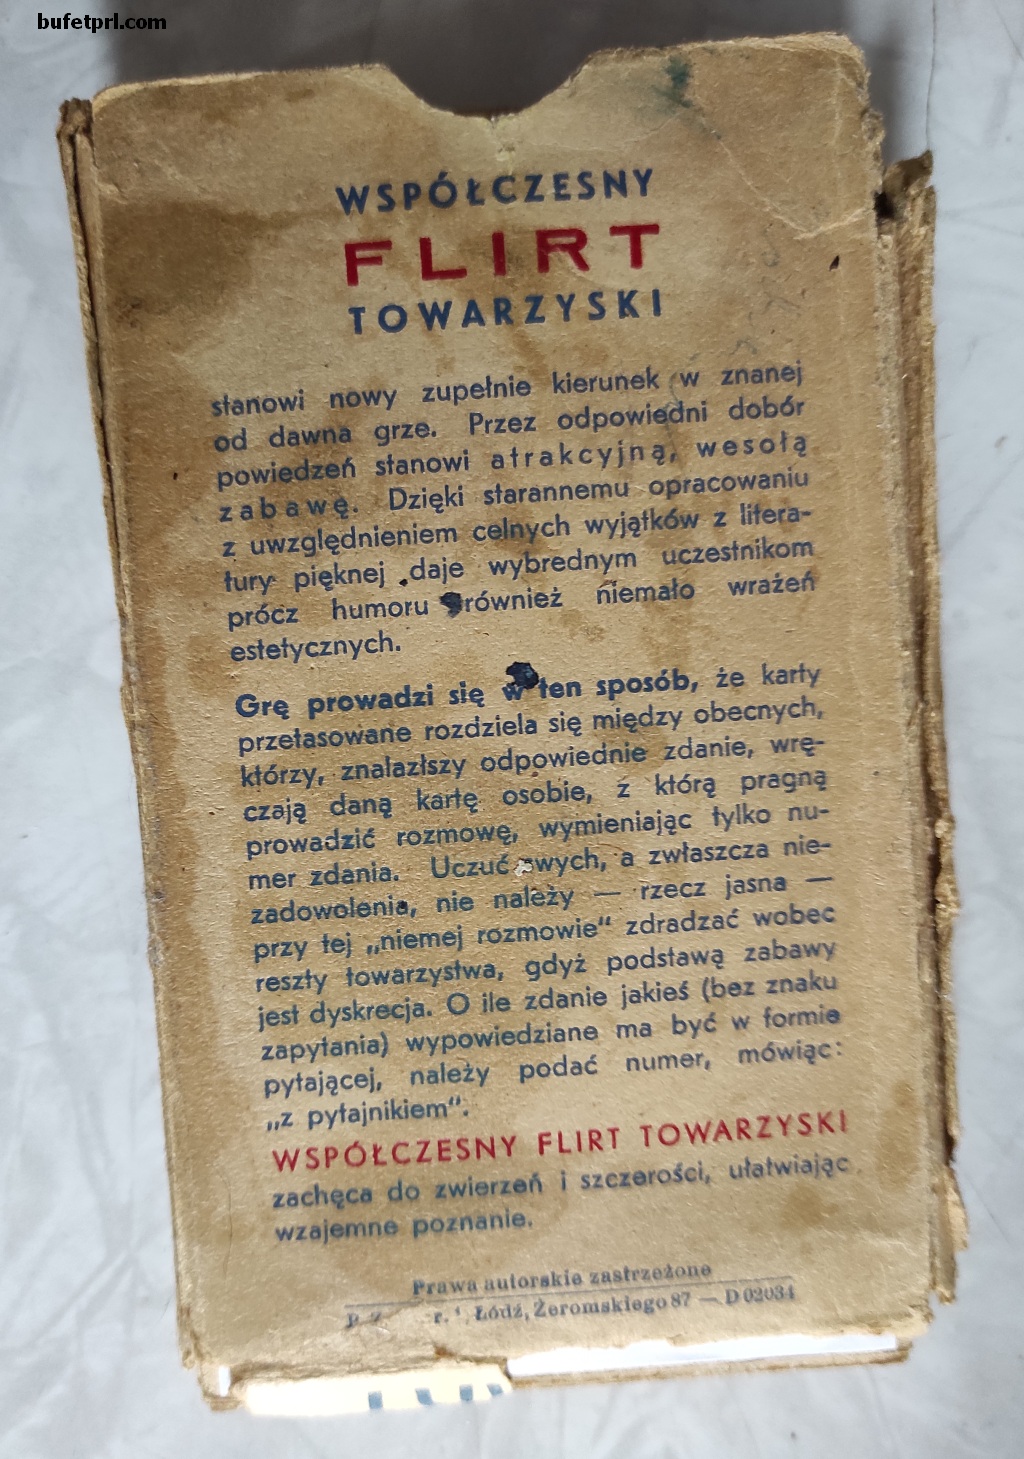 bufetprl.com
WSPÓŁCZESNY
FLIRT
TOWARZYSKI
stanowi nowy zupełnie kierunek w znanej
od dawna grze. Przez odpowiedni dobór
powiedzeń stanowi atrakcyjną, wesołą
zabawę. Dzięki starannemu opracowaniu
z uwzględnieniem celnych wyjątków z litera-
tury pięknej daje wybrednym uczestnikom
prócz humoru również niemało wrażeń
estetycznych.
Grę prowadzi się w ten sposób, że karty
przetasowane rozdziela się między obecnych,
którzy, znalazłszy odpowiednie zdanie, wrę-
czają daną kartę osobie, z którą pragną
prowadzić rozmowę, wymieniając tylko nu-
mer zdania. Uczuć swych, a zwłaszcza nie-
zadowolenia, nie należy — rzecz jasna —
przy tej „niemej rozmowie" zdradzać wobec
reszty towarzystwa, gdyż podstawą zabawy
jest dyskrecja. O ile zdanie jakieś (bez znaku
zapytania) wypowiedziane ma być w formie
pytającej, należy podać numer, mówiąc:
„z pytajnikiem".
WSPÓŁCZESNY FLIRT TOWARZYSKI
zachęca do zwierzeń i szczerości, ułatwiając
wzajemne poznanie.
Prawa autorskie zastrzeżone
Łódź, Żeromskiego 87 — D 02034